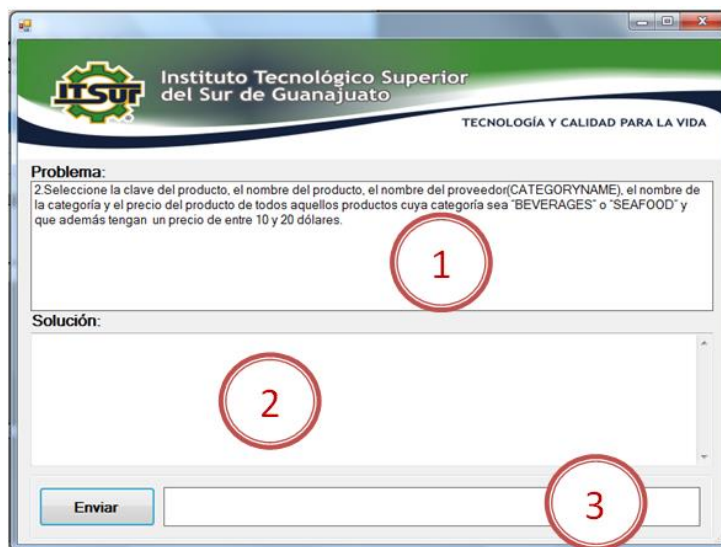 ITSur
Instituto Tecnológico Superior
del Sur de Guanajuato
TECNOLOGÍA Y CALIDAD PARA LA VIDA
Problema:
2.Seleccione la clave del producto, el nombre del producto, el nombre del proveedor(CATEGORYNAME), el nombre de
la categoría y el precio del producto de todos aquellos productos cuya categoría sea "BEVERAGES" o "SEAFOOD" y
que además tengan un precio de entre 10 y 20 dólares.
1
Solución:
2
Enviar
3